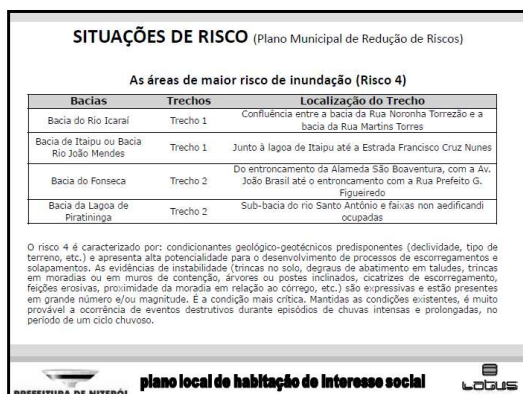 SITUAÇÕES DE RISCO (Plano Municipal de Redução de Riscos)
As áreas de maior risco de inundação (Risco 4)
Bacias Trechos Localização do Trecho
Bacia do Rio Icaraí Trecho 1 Confluência entre a bacia da Rua Noronha Torrezão e a
bacia da Rua Martins Torres
Bacia de Itaipu ou Bacia
Rio João Mendes Trecho 1 Junto à lagoa de Itaipu até a Estrada Francisco Cruz Nunes
Bacia do Fonseca Trecho 2 Do entroncamento da Alameda São Boaventura, com a Av.
João Brasil até o entroncamento com a Rua Prefeito G.
Figueiredo
Bacia da Lagoa de
Piratininga Trecho 2 Sub-bacia do rio Santo Antônio e faixas non aedificandi
ocupadas
O risco 4 é caracterizado por: condicionantes geológico-geotécnicos predisponentes (declividade, tipo de
terreno, etc.) e apresenta alta potencialidade para o desenvolvimento de processos de escorregamentos e
solapamentos. As evidências de instabilidade (trincas no solo, degraus de abatimento em taludes, trincas
em moradias ou em muros de contenção, árvores ou postes inclinados, cicatrizes de escorregamento,
feições erosivas, proximidade da moradia em relação ao córrego, etc.) são expressivas e estão presentes
em grande número e/ou magnitude. É a condição mais crítica. Mantidas as condições existentes, é muito
provável a ocorrência de eventos destrutivos durante episódios de chuvas intensas e prolongadas, no
período de um ciclo chuvoso.
PREFEITURA DE NITERÓI
plano local de habitação de interesse social
Latus